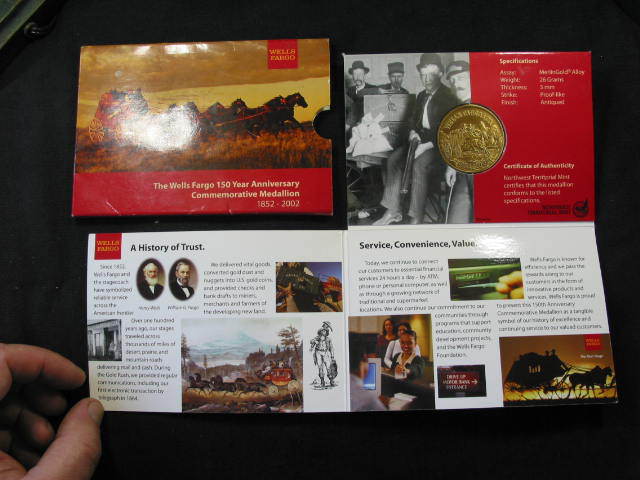 WELLS
FARGO
The Wells Fargo 150 Year Anniversary
Commemorative Medallion
1852 - 2002
Specifications
Assay: MerlinGold® Alloy
Weight: 26 Grams
Thickness: 3 mm
Strike: Proof-like
Finish: Antiqued
WELLS FARGO
Certificate of Authenticity
Northwest Territorial Mint
certifies that this medallion
conforms to the listed
specifications.
NORTHWEST
TERRITORIAL MINT
WELLS
FARGO
A History of Trust.
Since 1852,
Wells Fargo and
the stagecoach
have symbolized
reliable service
across the
American frontier.
Henry Wells
William G. Fargo
We delivered vital goods,
converted gold dust and
nuggets into U.S. gold coins,
and provided checks and
bank drafts to miners,
merchants and farmers of
the developing new land.
Over one hundred
years ago, our stages
traveled across
thousands of miles of
desert, prairie, and
mountain roads
delivering mail and cash. During
the Gold Rush, we provided regular
communications, including our
first electronic transaction by
telegraph in 1864.
Service, Convenience, Value.
Today, we continue to connect
our customers to essential financial
services 24 hours a day – by ATM,
phone or personal computer, as well
as through a growing network of
traditional and supermarket
locations. We also continue our commitment to our
communities through
programs that support
education, community
development projects,
and the Wells Fargo
Foundation.
Wells Fargo is known for
efficiency and we pass the
rewards along to our
customers in the form of
innovative products and
services. Wells Fargo is proud
to present this 150th Anniversary
Commemorative Medallion as a tangible
symbol of our history of excellence and
continuing service to our valued customers.
DRIVE UP
MOTOR BANK
ENTRANCE
WELLS
FARGO